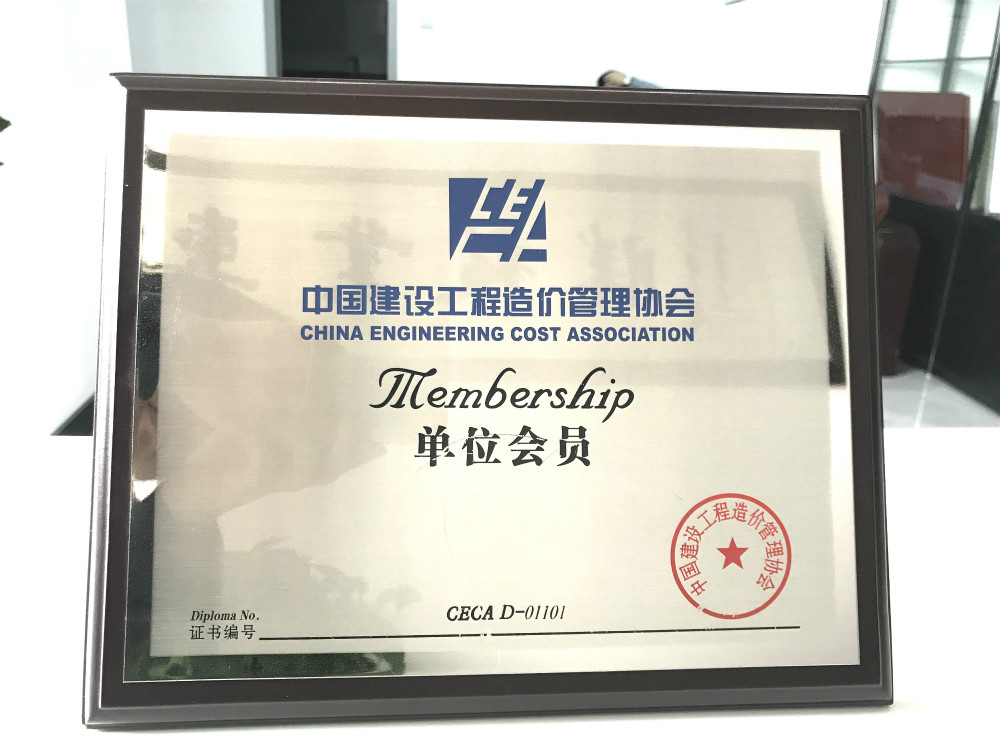 中国建设工程造价管理协会
CHINA ENGINEERING COST ASSOCIATION
Membership
单位会员
中国建设工程造价管理协会
Diploma No.
证书编号
CECA D-01101